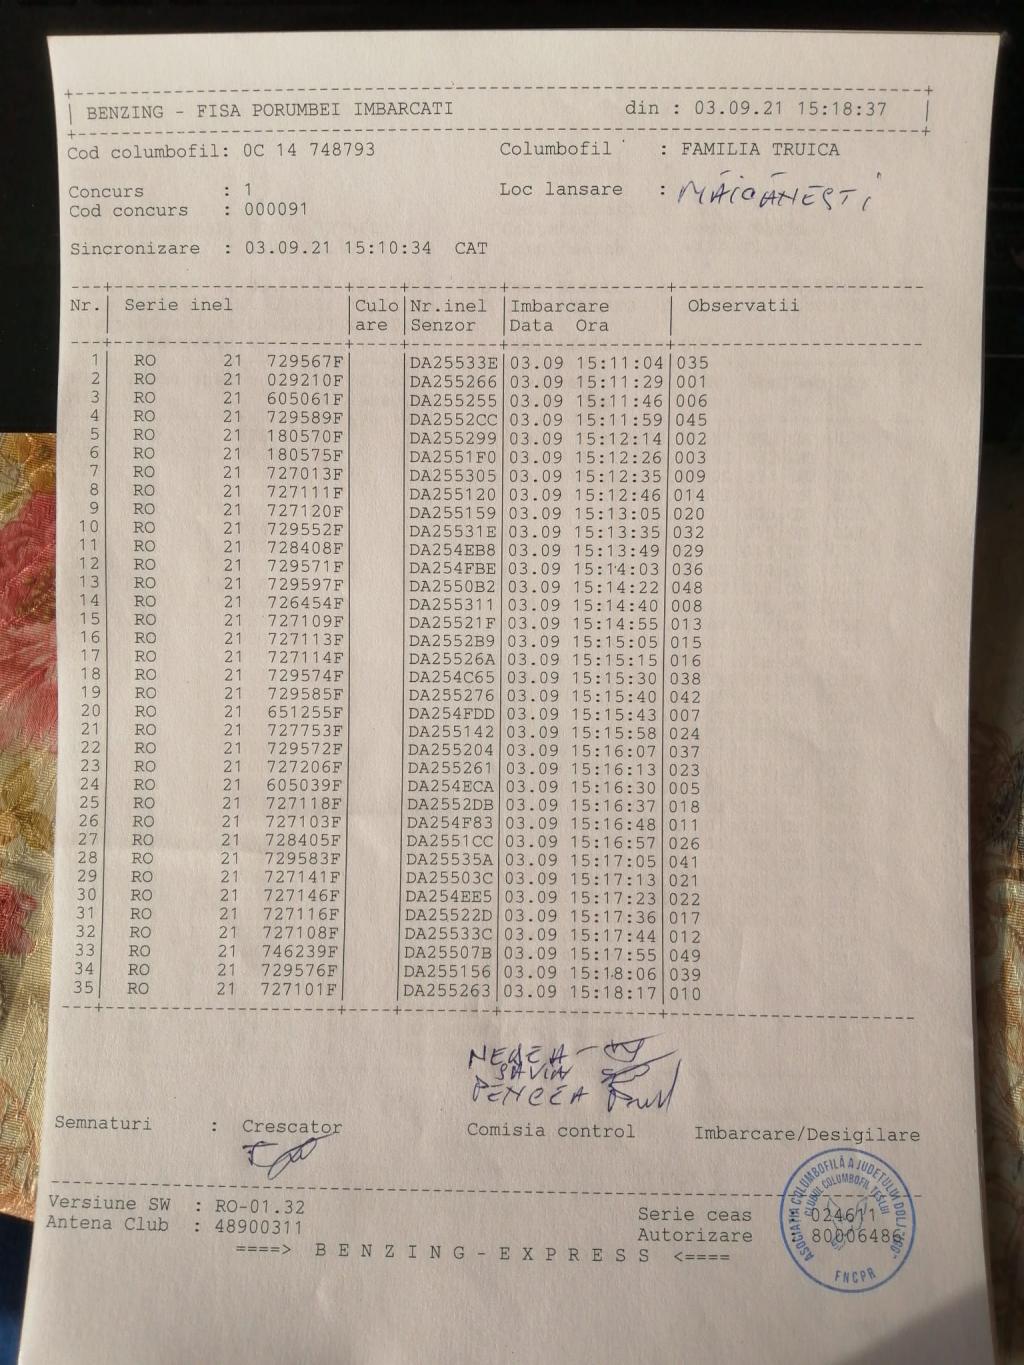 BENZING - FISA PORUMBEI IMBARCATI din : 03.09.21 15:18:37
Cod columbofil: 0C 14 748793 Columbofil : FAMILIA TRUICA
Concurs : 1 Loc lansare : MĂICĂNEȘTI
Cod concurs : 000091
Sincronizare : 03.09.21 15:10:34 CAT
Nr. Serie inel Culo Nr.inel Imbarcare Observatii
are Senzor Data Ora
1 RO 21 729567F DA25533E 03.09 15:11:04 035
2 RO 21 029210F DA255266 03.09 15:11:29 001
3 RO 21 605061F DA255255 03.09 15:11:46 006
4 RO 21 729589F DA2552CC 03.09 15:11:59 045
5 RO 21 180570F DA255299 03.09 15:12:14 002
6 RO 21 180575F DA2551F0 03.09 15:12:26 003
7 RO 21 727013F DA255305 03.09 15:12:35 009
8 RO 21 727111F DA255120 03.09 15:12:46 014
9 RO 21 727120F DA255159 03.09 15:13:05 020
10 RO 21 729552F DA25531E 03.09 15:13:35 032
11 RO 21 728408F DA254EB8 03.09 15:13:49 029
12 RO 21 729571F DA254FBE 03.09 15:14:03 036
13 RO 21 729597F DA2550B2 03.09 15:14:22 048
14 RO 21 726454F DA255311 03.09 15:14:40 008
15 RO 21 727109F DA25521F 03.09 15:14:55 013
16 RO 21 727113F DA2552B9 03.09 15:15:05 015
17 RO 21 727114F DA25526A 03.09 15:15:15 016
18 RO 21 729574F DA254C65 03.09 15:15:30 038
19 RO 21 729585F DA255276 03.09 15:15:40 042
20 RO 21 651255F DA254FDD 03.09 15:15:43 007
21 RO 21 727753F DA255142 03.09 15:15:58 024
22 RO 21 729572F DA255204 03.09 15:16:07 037
23 RO 21 727206F DA255261 03.09 15:16:13 023
24 RO 21 605039F DA254ECA 03.09 15:16:30 005
25 RO 21 727118F DA2552DB 03.09 15:16:37 018
26 RO 21 727103F DA254F83 03.09 15:16:48 011
27 RO 21 728405F DA2551CC 03.09 15:16:57 026
28 RO 21 729583F DA25535A 03.09 15:17:05 041
29 RO 21 727141F DA25503C 03.09 15:17:13 021
30 RO 21 727146F DA254EE5 03.09 15:17:23 022
31 RO 21 727116F DA25522D 03.09 15:17:36 017
32 RO 21 727108F DA25533C 03.09 15:17:44 012
33 RO 21 746239F DA25507B 03.09 15:17:55 049
34 RO 21 729576F DA255156 03.09 15:18:06 039
35 RO 21 727101F DA255263 03.09 15:18:17 010
SAVIN
PENCEA
Semnaturi : Crescator Comisia control Imbarcare/Desigilare
Versiune SW : RO-01.32 Serie ceas 024611
Antena Club : 48900311 Autorizare 80006486
====> BENZING-EXPRESS <====
ASOCIAȚIA COLUMBOFILĂ A JUDEȚULUI DOLJ
CLUBUL COLUMBOFIL
FNCPR